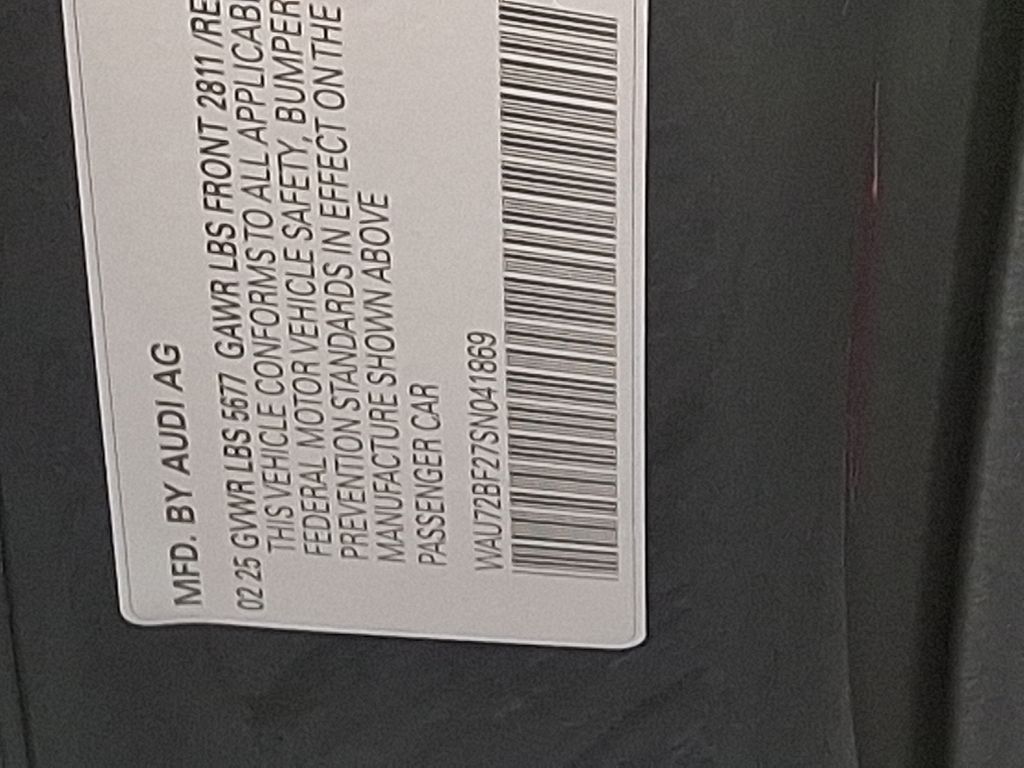 MFD. BY AUDI AG
02 25 GVWR LBS 5677 GAWR LBS FRONT 2811 /RE
THIS VEHICLE CONFORMS TO ALL APPLICABL
FEDERAL MOTOR VEHICLE SAFETY, BUMPER
PREVENTION STANDARDS IN EFFECT ON THE
MANUFACTURE SHOWN ABOVE
PASSENGER CAR
WAU72BF27SN041869